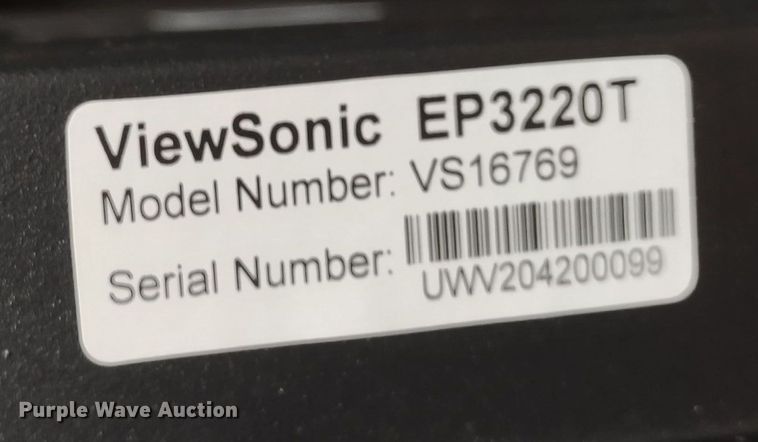 ViewSonic EP3220T
Model Number: VS16769
Serial Number:
UWV204200099
Purple Wave Auction